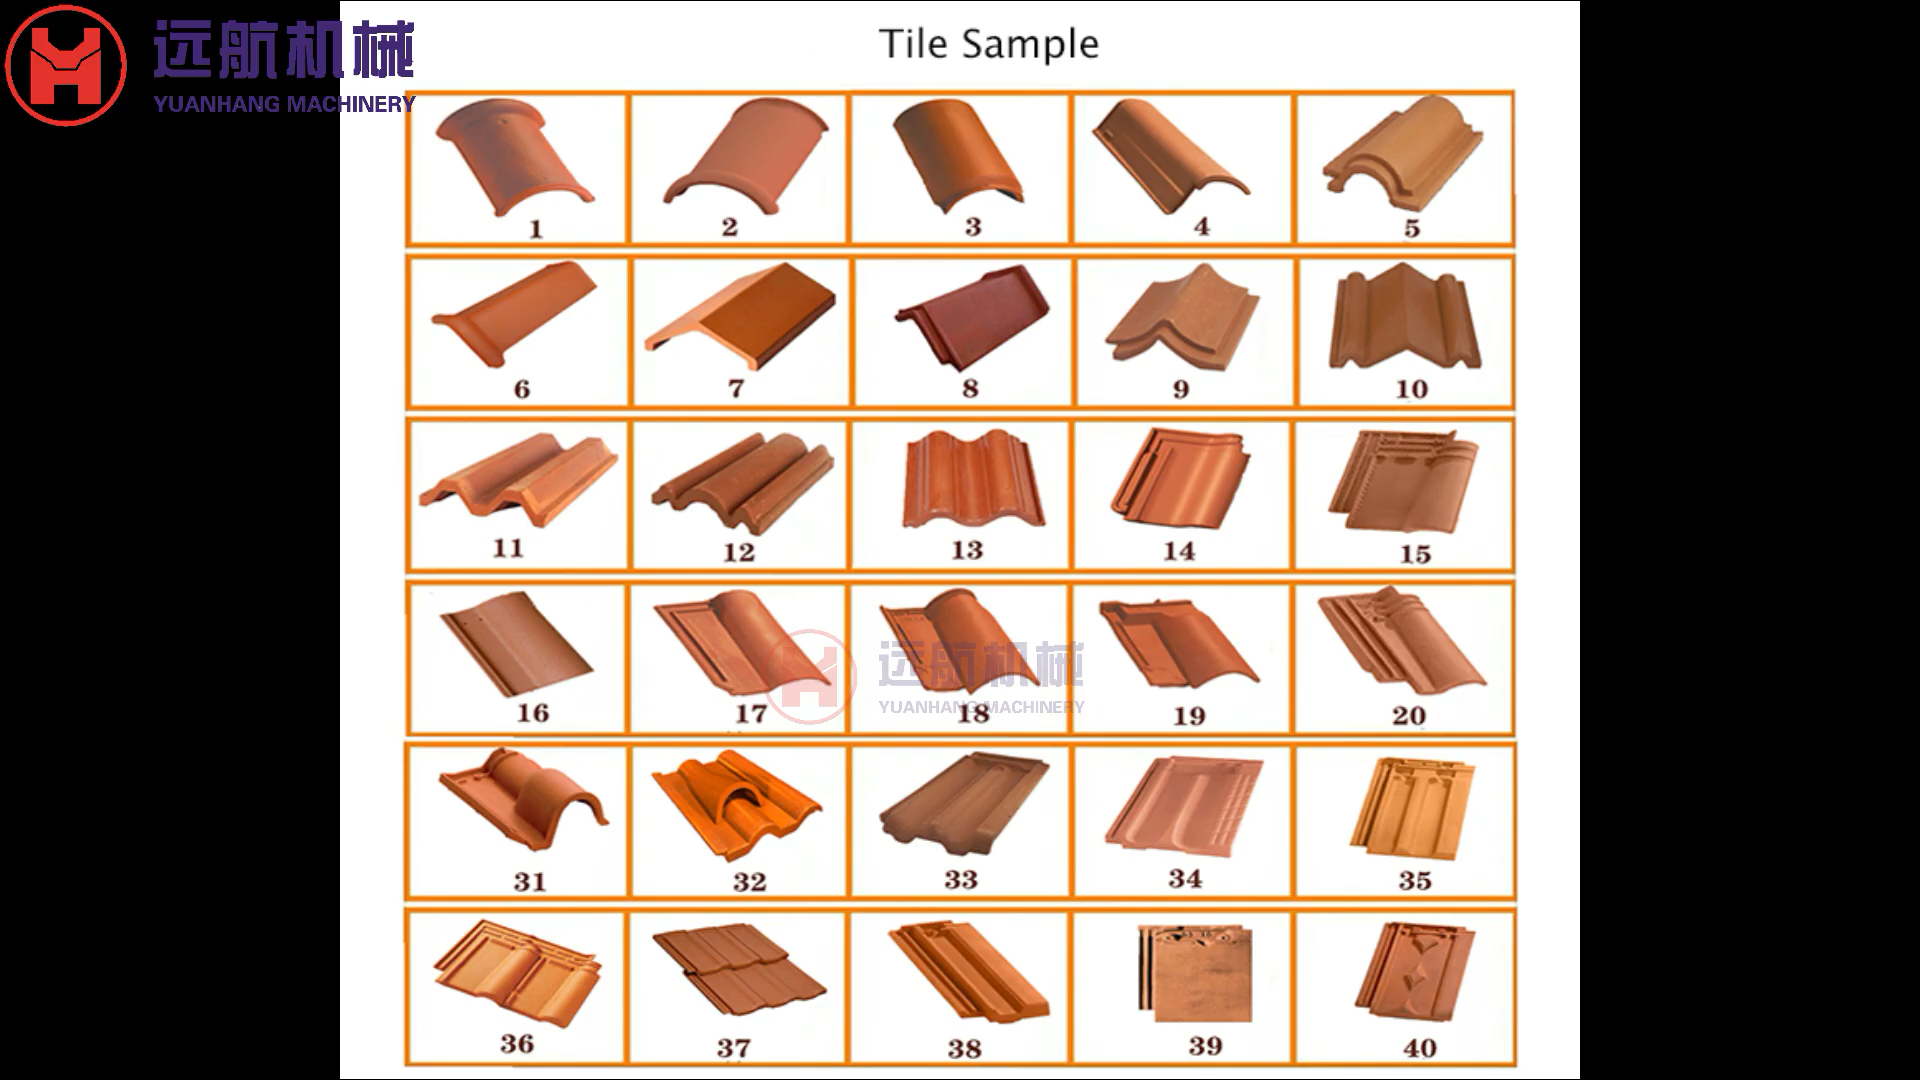 远航机械
YUANHANG MACHINERY
Tile Sample
1 2 3 4 5
6 7 8 9 10
11 12 13 14 15
16 17 18 19 20
远航机械
YUANHANG MACHINERY
31 32 33 34 35
36 37 38 39 40